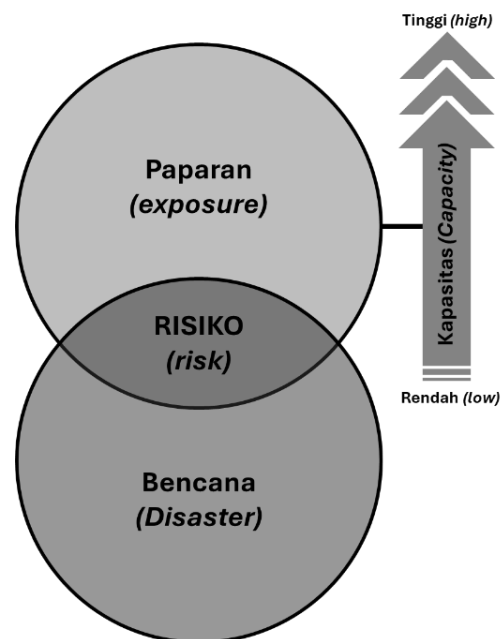 Tinggi (high)
Paparan
(exposure)
Kapasitas (Capacity)
RISIKO
(risk)
Rendah (low)
Bencana
(Disaster)